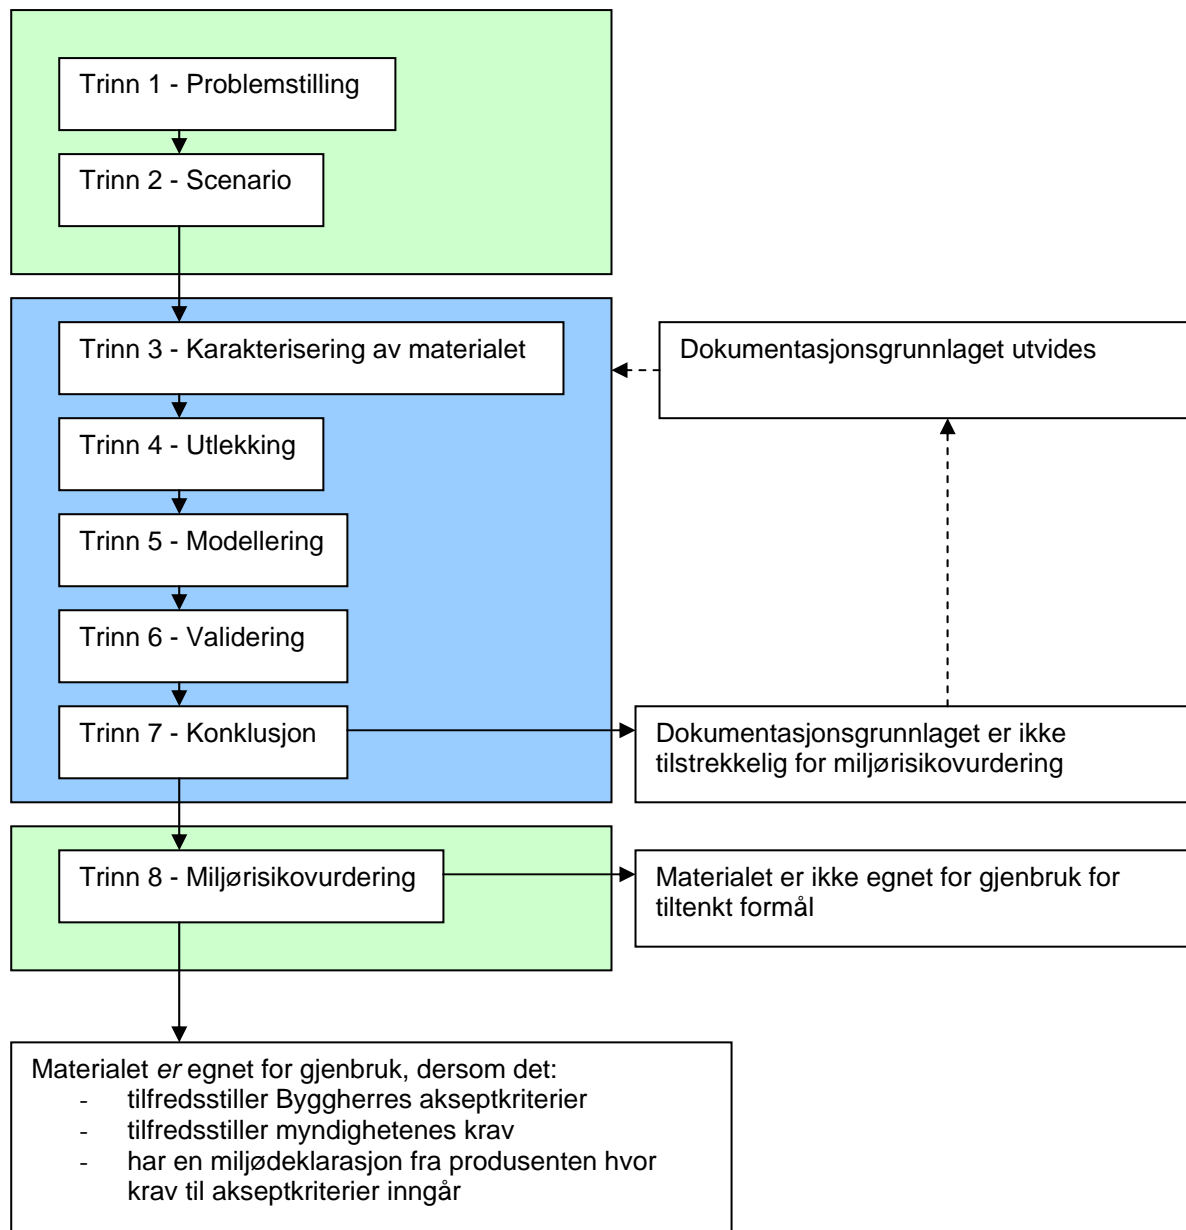 Trinn 1 - Problemstilling
Trinn 2 - Scenario
Trinn 3 - Karakterisering av materialet
Dokumentasjonsgrunnlaget utvides
Trinn 4 - Utlekking
Trinn 5 - Modellering
Trinn 6 - Validering
Trinn 7 - Konklusjon
Dokumentasjonsgrunnlaget er ikke
tilstrekkelig for miljørisikovurdering
Trinn 8 - Miljørisikovurdering
Materialet er ikke egnet for gjenbruk for
tiltenkt formål
Materialet er egnet for gjenbruk, dersom det:
- tilfredsstiller Byggherres akseptkriterier
- tilfredsstiller myndighetenes krav
- har en miljødeklarasjon fra produsenten hvor
krav til akseptkriterier inngår